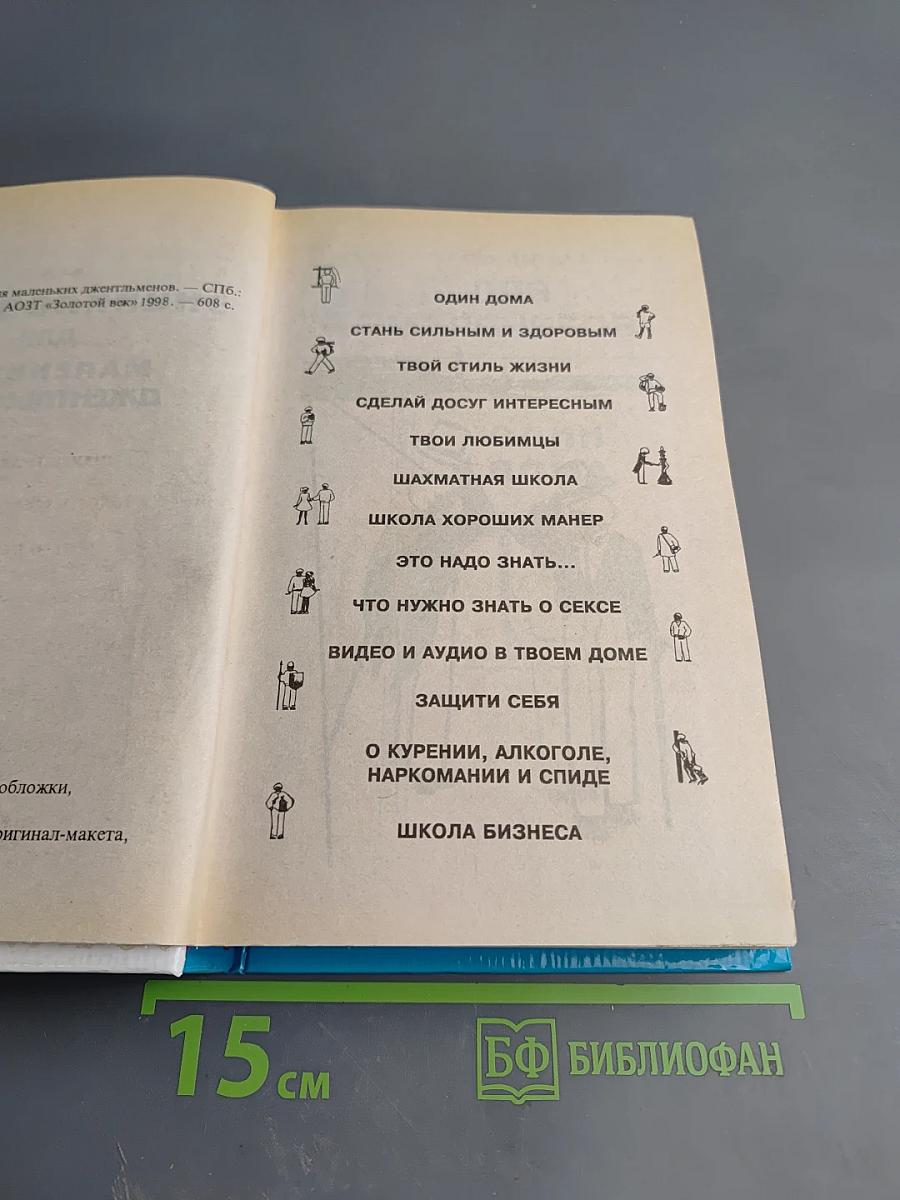 я маленьких джентльменов. — СПб.:
АОЗТ «Золотой век» 1998. — 608 с.
обложки,
ригинал-макета,
ОДИН ДОМА
СТАНЬ СИЛЬНЫМ И ЗДОРОВЫМ
ТВОЙ СТИЛЬ ЖИЗНИ
СДЕЛАЙ ДОСУГ ИНТЕРЕСНЫМ
ТВОИ ЛЮБИМЦЫ
ШАХМАТНАЯ ШКОЛА
ШКОЛА ХОРОШИХ МАНЕР
ЭТО НАДО ЗНАТЬ...
ЧТО НУЖНО ЗНАТЬ О СЕКСЕ
ВИДЕО И АУДИО В ТВОЕМ ДОМЕ
ЗАЩИТИ СЕБЯ
О КУРЕНИИ, АЛКОГОЛЕ,
НАРКОМАНИИ И СПИДЕ
ШКОЛА БИЗНЕСА
15 см
БФ БИБЛИОФАН